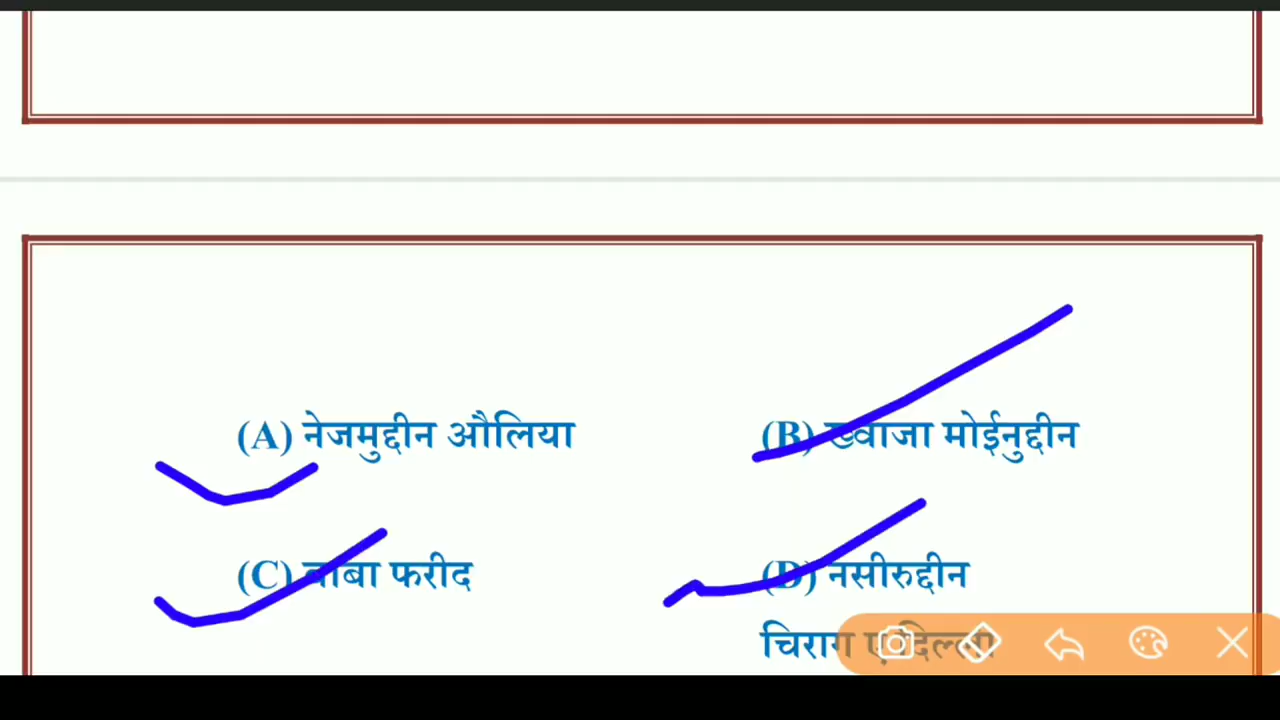 (A) नेजमुद्दीन औलिया (B) ख्वाजा मोईनुद्दीन
(C) बाबा फरीद (D) नसीरुद्दीन
चिराग ए दिल्ली